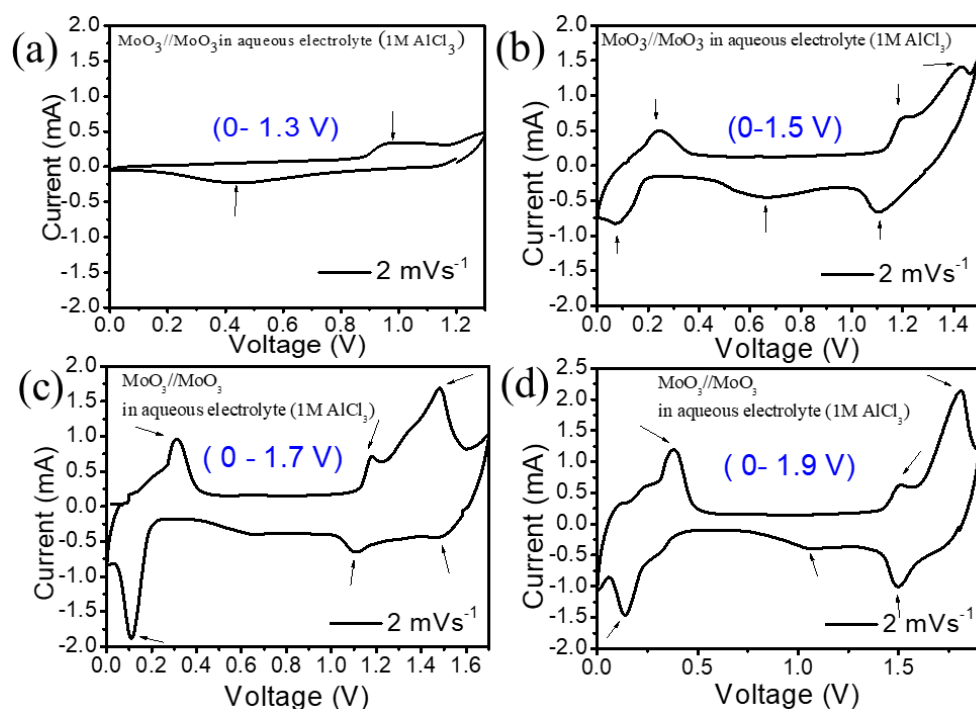 (a)
MoO₃//MoO₃ in aqueous electrolyte (1M AlCl₃)
(0- 1.3 V)
2 mVs⁻¹
Current (mA)
2.0
1.5
1.0
0.5
0.0
-0.5
-1.0
-1.5
-2.0
0.0 0.2 0.4 0.6 0.8 1.0 1.2
Voltage (V)
(b)
MoO₃//MoO₃ in aqueous electrolyte (1M AlCl₃)
(0-1.5 V)
2 mVs⁻¹
Current (mA)
2.0
1.5
1.0
0.5
0.0
-0.5
-1.0
-1.5
-2.0
0.0 0.2 0.4 0.6 0.8 1.0 1.2 1.4
Voltage (V)
(c)
MoO₃//MoO₃
in aqueous electrolyte (1M AlCl₃)
( 0 - 1.7 V)
2 mVs⁻¹
Current (mA)
2.0
1.5
1.0
0.5
0.0
-0.5
-1.0
-1.5
-2.0
0.0 0.2 0.4 0.6 0.8 1.0 1.2 1.4 1.6
Voltage (V)
(d)
MoO₃//MoO₃
in aqueous electrolyte (1M AlCl₃)
( 0- 1.9 V)
2 mVs⁻¹
Current (mA)
2.5
2.0
1.5
1.0
0.5
0.0
-0.5
-1.0
-1.5
-2.0
0.0 0.5 1.0 1.5
Voltage (V)